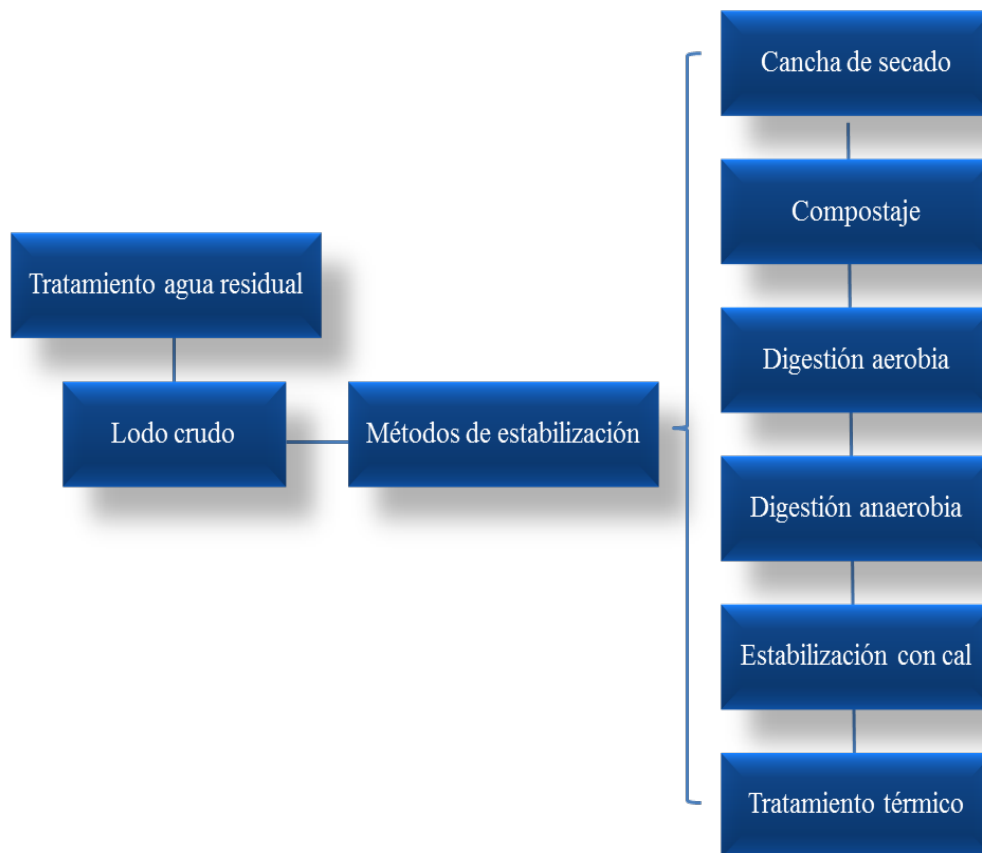 Tratamiento agua residual
Lodo crudo
Métodos de estabilización
Cancha de secado
Compostaje
Digestión aerobia
Digestión anaerobia
Estabilización con cal
Tratamiento térmico